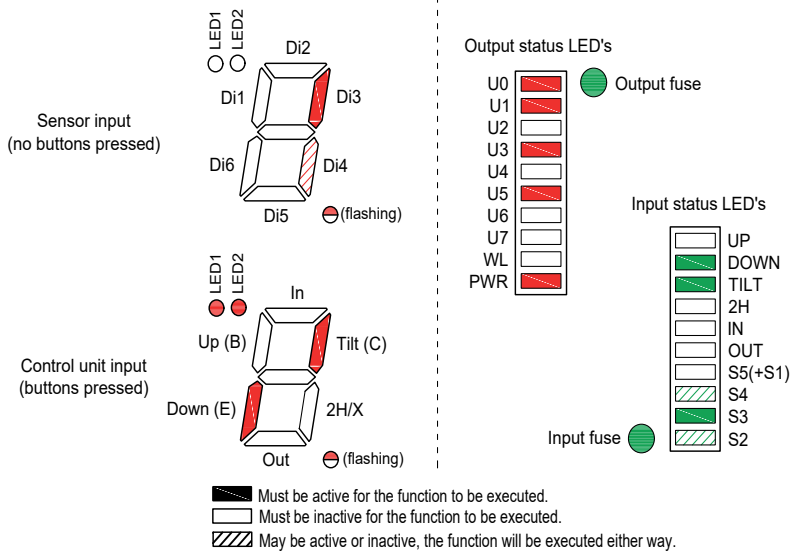 LED1
LED2
Di2
Di1
Di3
Sensor input
(no buttons pressed)
Di6
Di4
Di5
(flashing)
LED1
LED2
In
Up (B)
Tilt (C)
Control unit input
(buttons pressed)
Down (E)
2H/X
Out
(flashing)
Output status LED's
U0
Output fuse
U1
U2
U3
U4
U5
U6
U7
WL
PWR
Input status LED's
UP
DOWN
TILT
2H
IN
OUT
S5(+S1)
S4
S3
Input fuse
S2
Must be active for the function to be executed.
Must be inactive for the function to be executed.
May be active or inactive, the function will be executed either way.